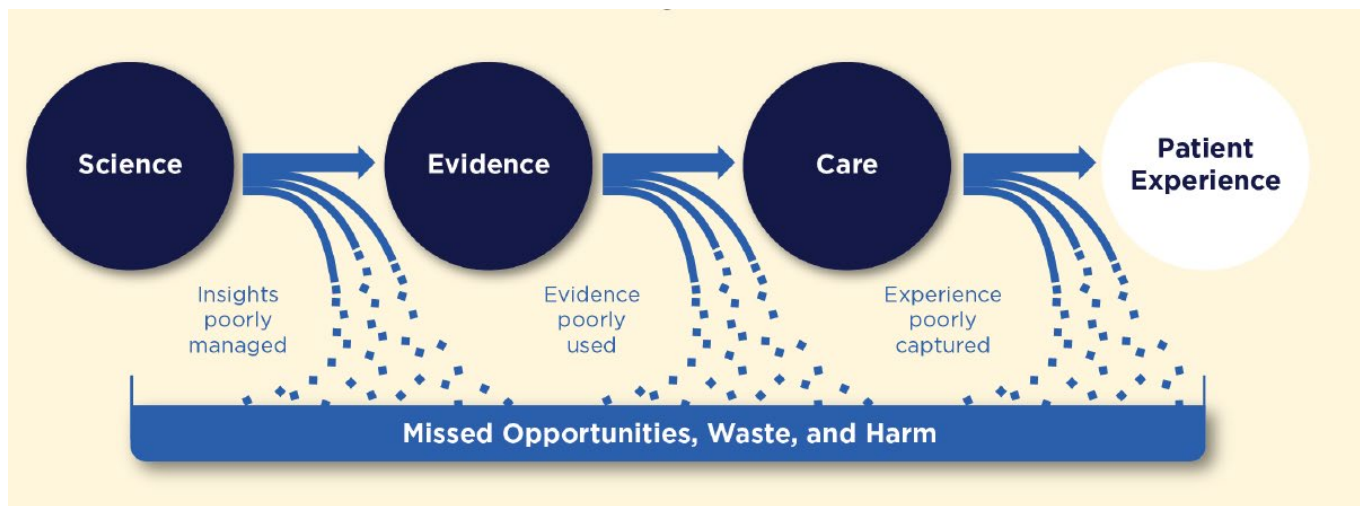 Science
Evidence
Care
Patient
Experience
Insights
poorly
managed
Evidence
poorly
used
Experience
poorly
captured
Missed Opportunities, Waste, and Harm